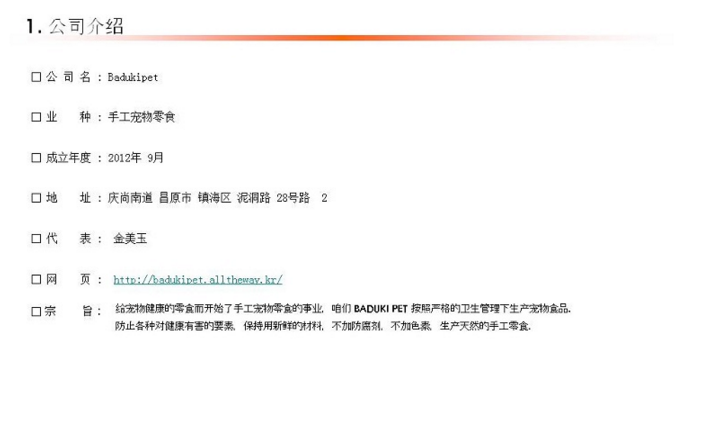 1. 公司介绍
□ 公 司 名 : Badukipet
□ 业 种 : 手工宠物零食
□ 成立年度 : 2012年 9月
□ 地 址 : 庆尚南道 昌原市 镇海区 泥洞路 28号路 2
□ 代 表 : 金美玉
□ 网 页 : http://badukipet.alltheway.kr/
□ 宗 旨 : 给宠物健康的零食而开始了手工宠物零食的事业, 咱们 BADUKI PET 按照严格的卫生管理下生产宠物食品.
防止各种对健康有害的要素, 保持用新鲜的材料, 不加防腐剂, 不加色素, 生产天然的手工零食.